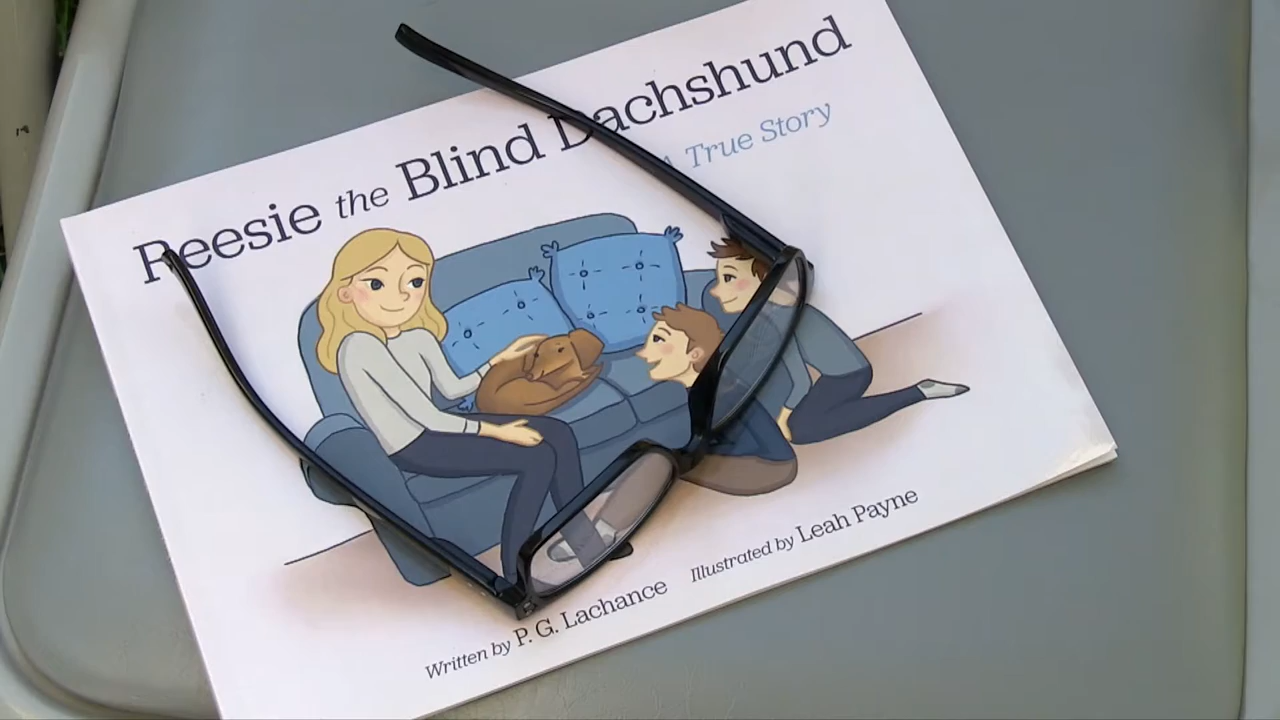 Reesie the Blind Dachshund
A True Story
Written by P. G. Lachance Illustrated by Leah Payne